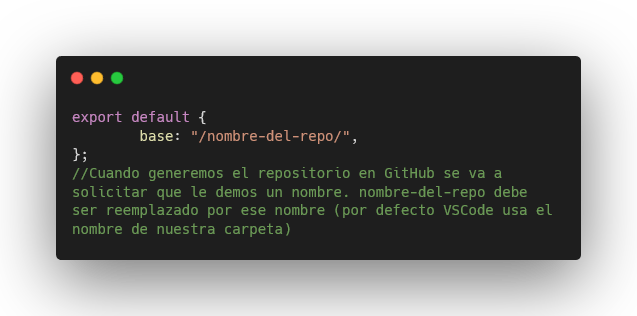 export default {
        base: "/nombre-del-repo/",
};
//Cuando generemos el repositorio en GitHub se va a
solicitar que le demos un nombre. nombre-del-repo debe
ser reemplazado por ese nombre (por defecto VSCode usa el
nombre de nuestra carpeta)